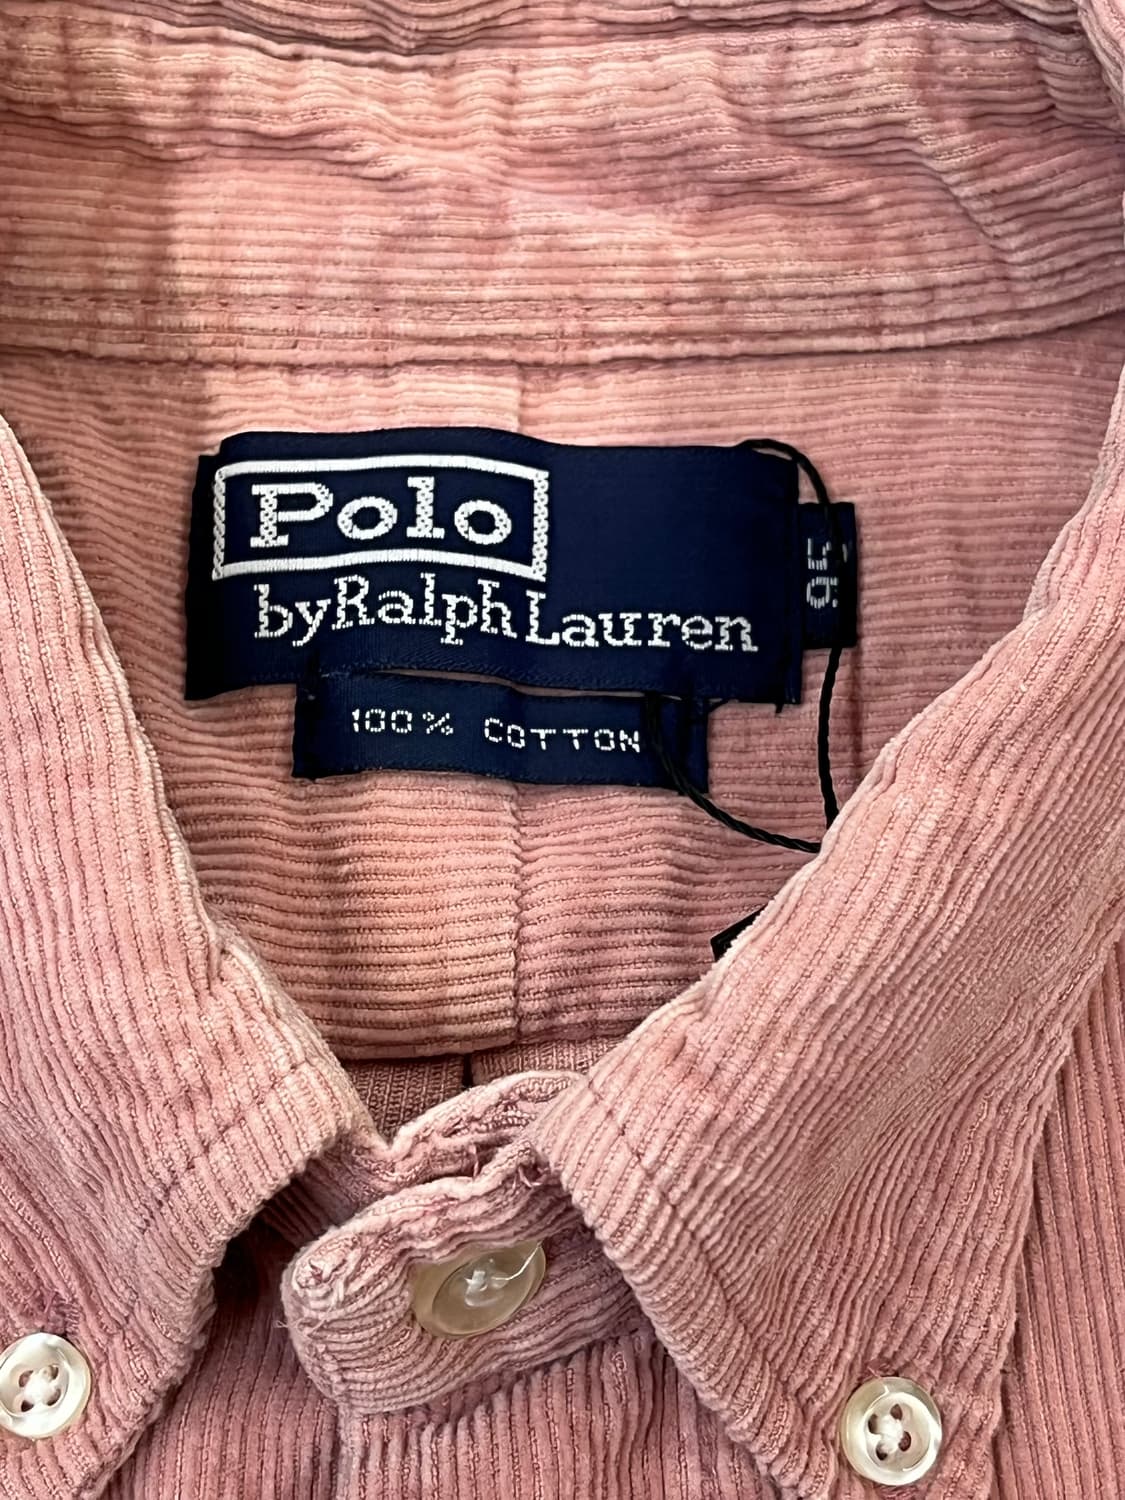 Polo
by Ralph Lauren
100% COTTON